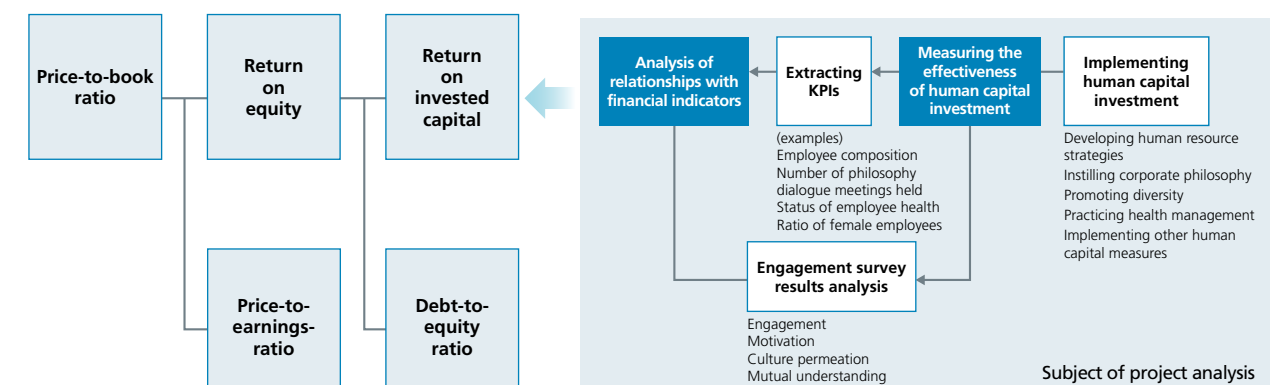 Price-to-book
ratio
Return
on
equity
Return
on
invested
capital
Price-to-
earnings-
ratio
Debt-to-
equity
ratio
Analysis of
relationships with
financial indicators
Extracting
KPIs
(examples)
Employee composition
Number of philosophy
dialogue meetings held
Status of employee health
Ratio of female employees
Measuring the
effectiveness
of human capital
investment
Implementing
human capital
investment
Developing human resource
strategies
Instilling corporate philosophy
Promoting diversity
Practicing health management
Implementing other human
capital measures
Engagement survey
results analysis
Engagement
Motivation
Culture permeation
Mutual understanding
Subject of project analysis